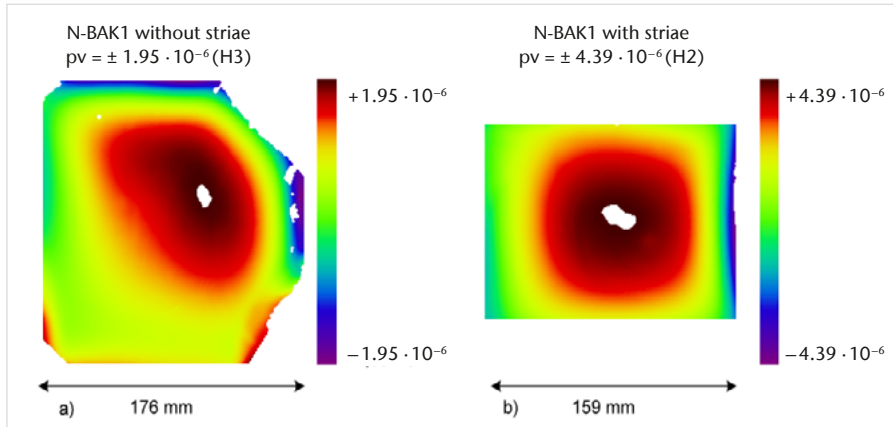 N-BAK1 without striae
pv = ± 1.95 · 10⁻⁶ (H3)
+1.95 · 10⁻⁶
−1.95 · 10⁻⁶
a) 176 mm
N-BAK1 with striae
pv = ± 4.39 · 10⁻⁶ (H2)
+4.39 · 10⁻⁶
−4.39 · 10⁻⁶
b) 159 mm